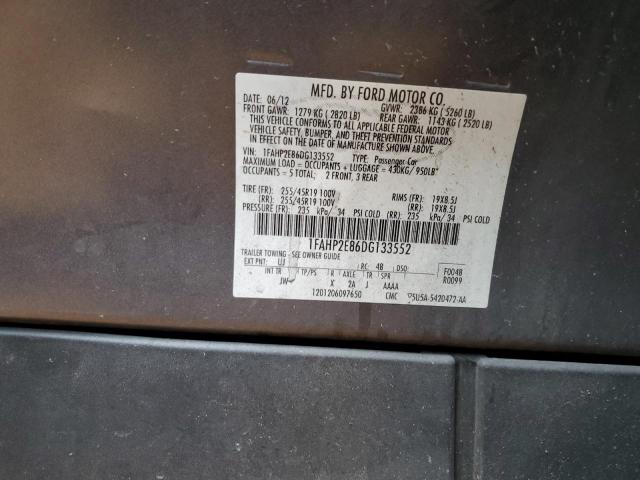 MFD. BY FORD MOTOR CO.
DATE: 06/12 GVWR: 2386 KG ( 5260 LB)
FRONT GAWR: 1279 KG ( 2820 LB) REAR GAWR: 1143 KG ( 2520 LB)
THIS VEHICLE CONFORMS TO ALL APPLICABLE FEDERAL MOTOR
VEHICLE SAFETY, BUMPER, AND THEFT PREVENTION STANDARDS
IN EFFECT ON THE DATE OF MANUFACTURE SHOWN ABOVE.
VIN: 1FAHP2E86DG133552 TYPE: Passenger Car
MAXIMUM LOAD = OCCUPANTS + LUGGAGE = 430KG/ 950LB*
OCCUPANTS = 5 TOTAL; 2 FRONT, 3 REAR
TIRE (FR): 255/45R19 100V RIMS (FR): 19X8.5J
(RR): 255/45R19 100V (RR): 19X8.5J
PRESSURE (FR): 235 kPa/ 34 PSI COLD (RR) 235 kPa/ 34 PSI COLD
1FAHP2E86DG133552
TRAILER TOWING - SEE OWNER GUIDE
EXT PNT: UJ RC: 48 DSO: F0048
INT TR TP/PS R AXLE TR SPR R0099
JW X 2A J AAAA
1201206097650 CMC 5U5A-5420472-AA